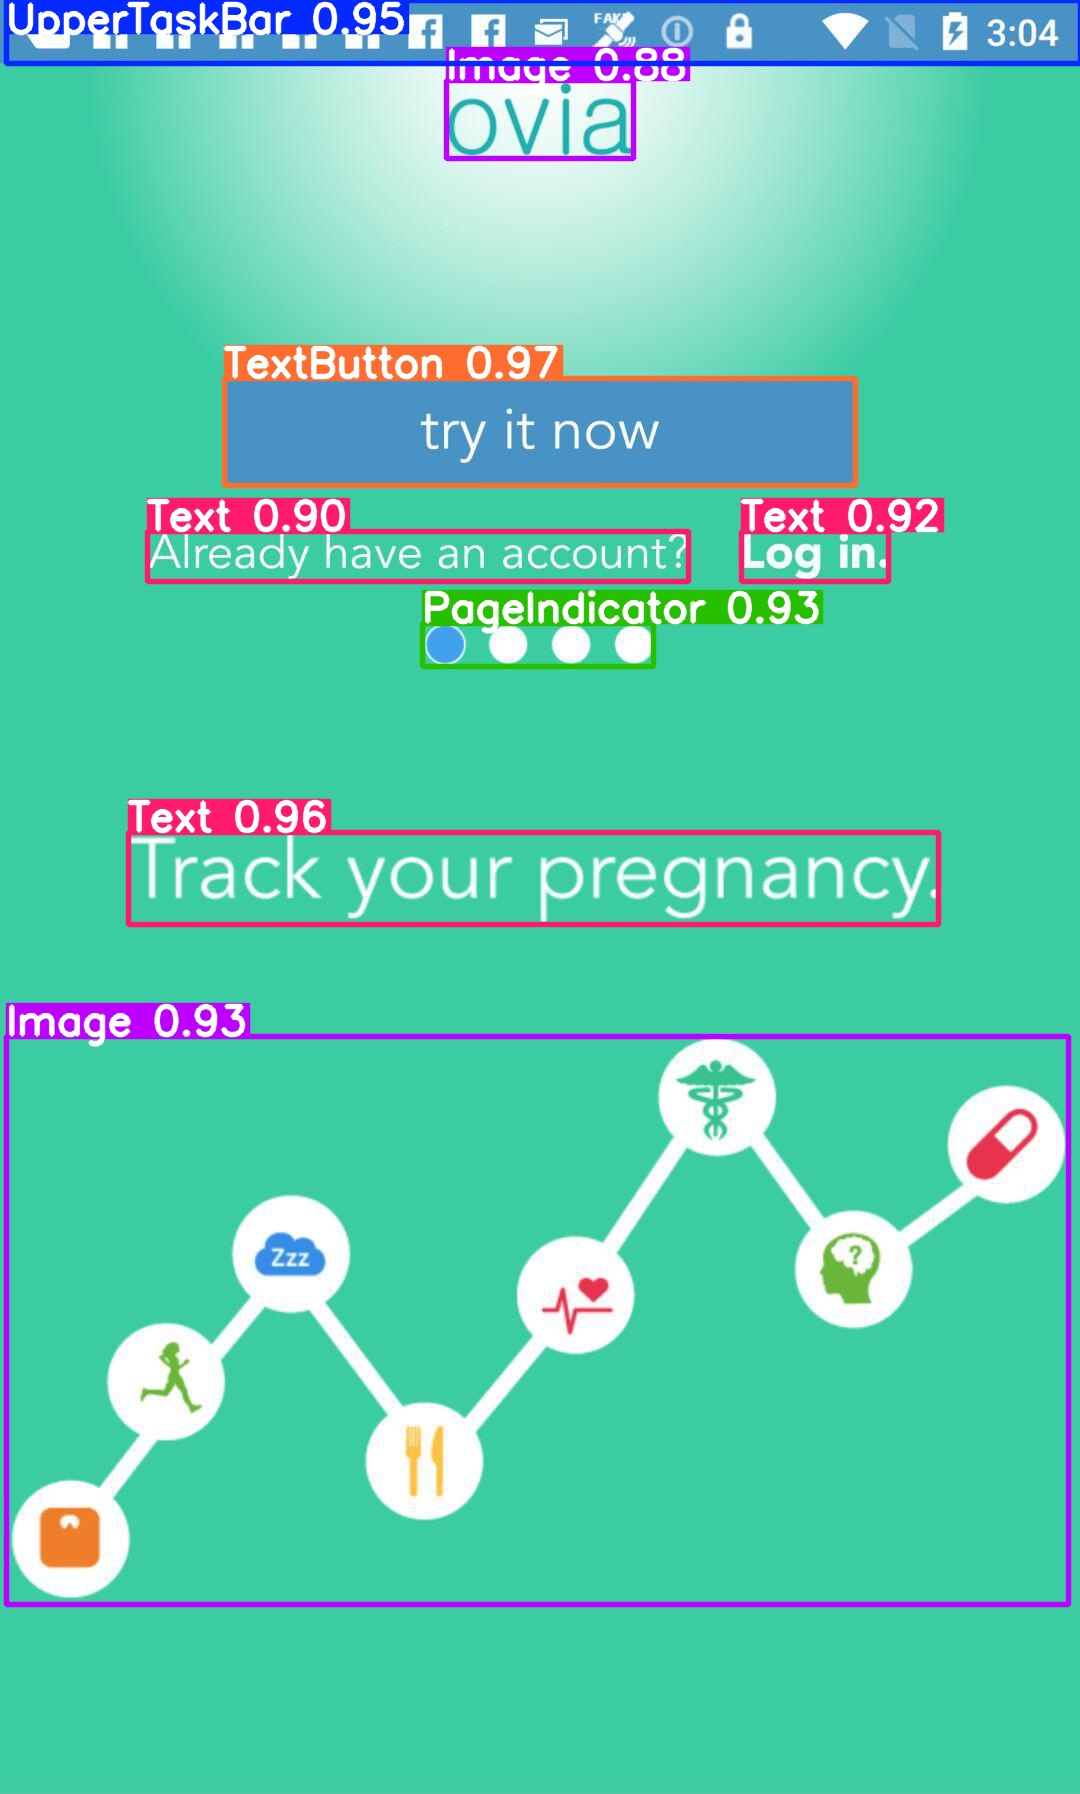 UpperTaskBar 0.95
FAKE
3:04
Image 0.88
ovia
TextButton 0.97
try it now
Text 0.90
Text 0.92
Already have an account?
Log in.
PageIndicator 0.93
Text 0.96
Track your pregnancy.
Image 0.93
Zzz
?